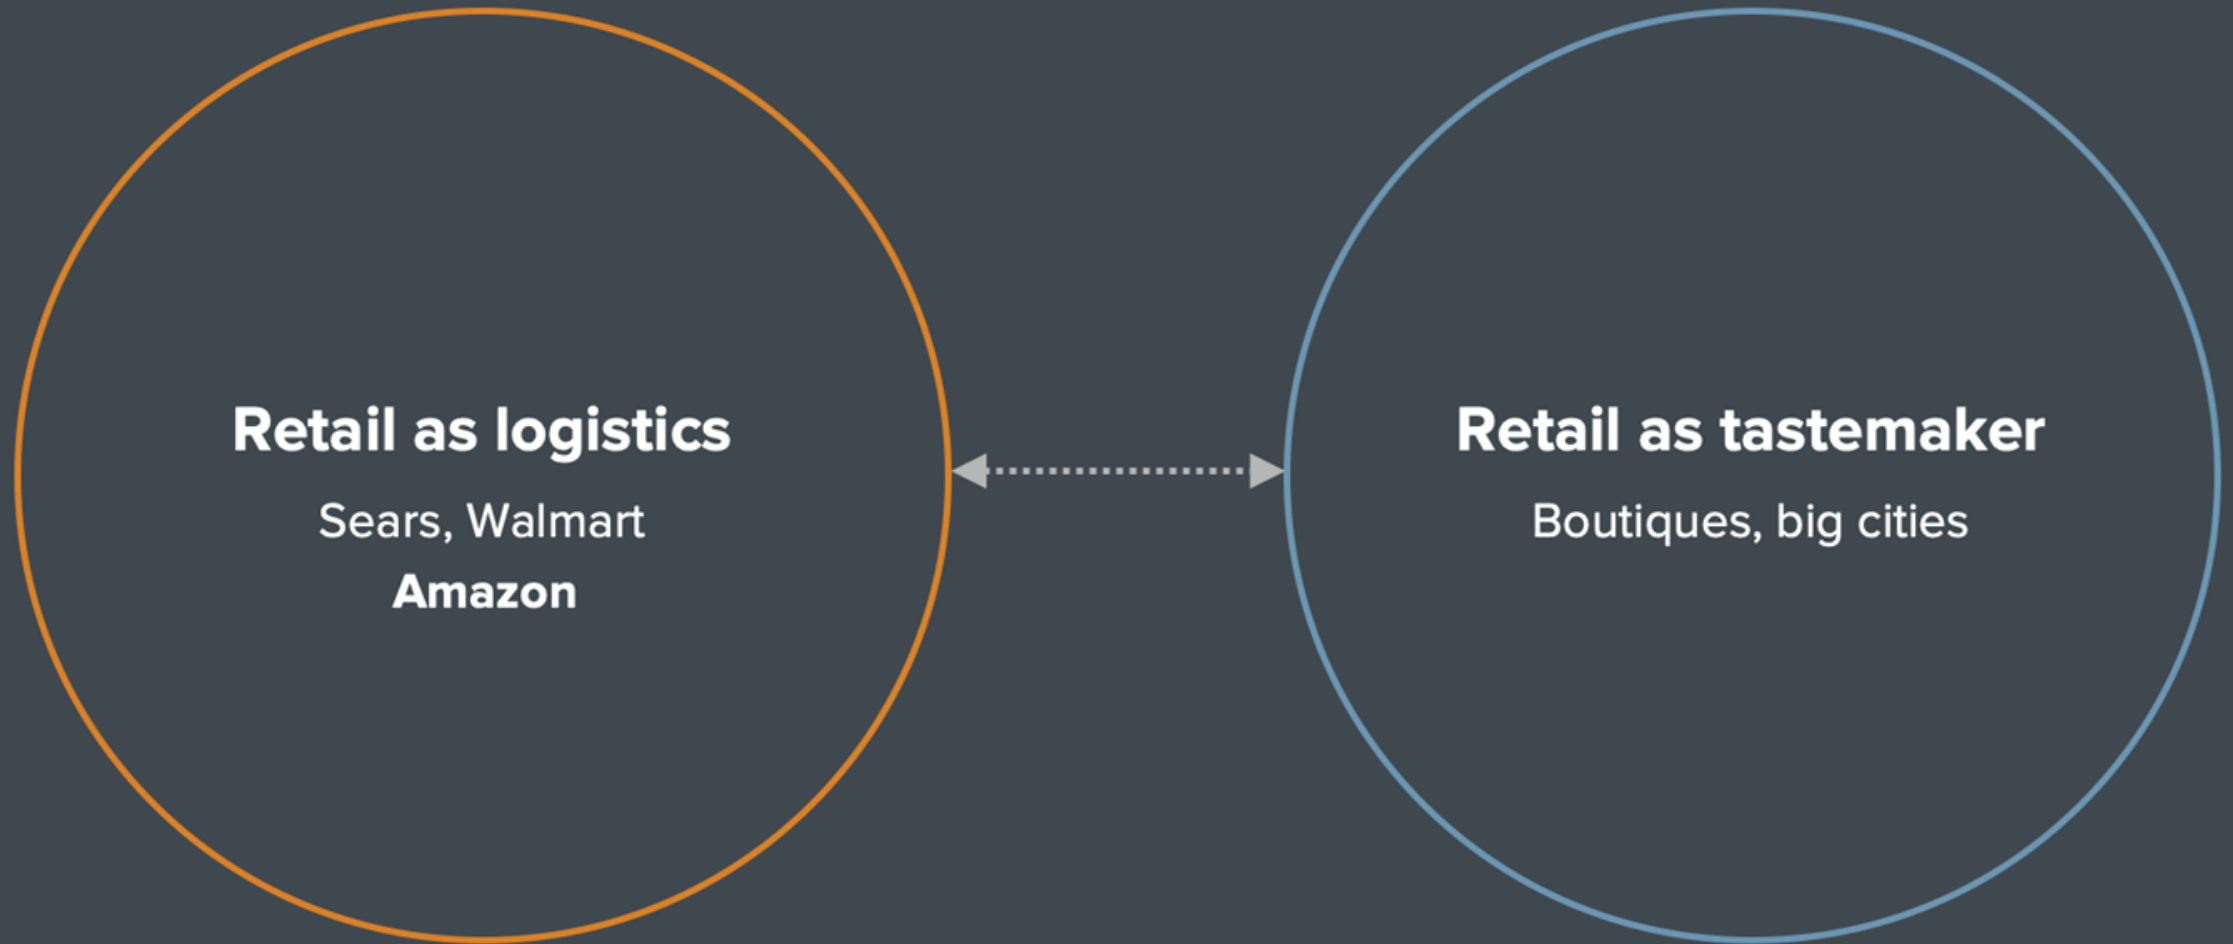 Retail as logistics
Sears, Walmart
Amazon
Retail as tastemaker
Boutiques, big cities